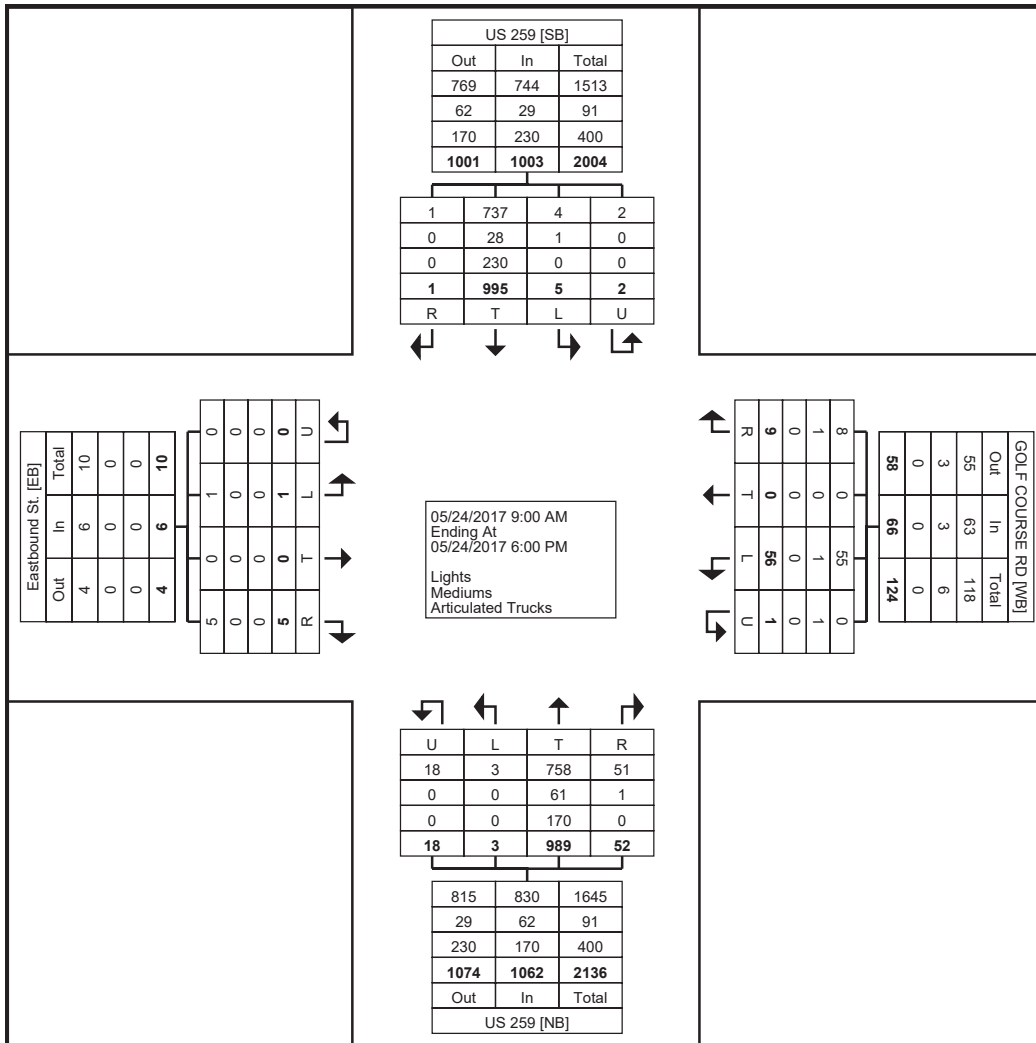 US 259 [SB]
Out In Total
769 744 1513
62 29 91
170 230 400
1001 1003 2004
1 737 4 2
0 28 1 0
0 230 0 0
1 995 5 2
R T L U
Eastbound St. [EB]
Total In Out
10 6 4
0 0 0
0 0 0
10 6 4
0 1 0 5
0 0 0 0
0 0 0 0
0 1 0 5
U L T R
05/24/2017 9:00 AM
Ending At
05/24/2017 6:00 PM
Lights
Mediums
Articulated Trucks
R T L U
9 0 56 1
0 0 0 0
1 0 1 1
8 0 55 0
58 66 124
0 0 0
3 3 6
55 63 118
Out In Total
GOLF COURSE RD [WB]
U L T R
18 3 758 51
0 0 61 1
0 0 170 0
18 3 989 52
815 830 1645
29 62 91
230 170 400
1074 1062 2136
Out In Total
US 259 [NB]